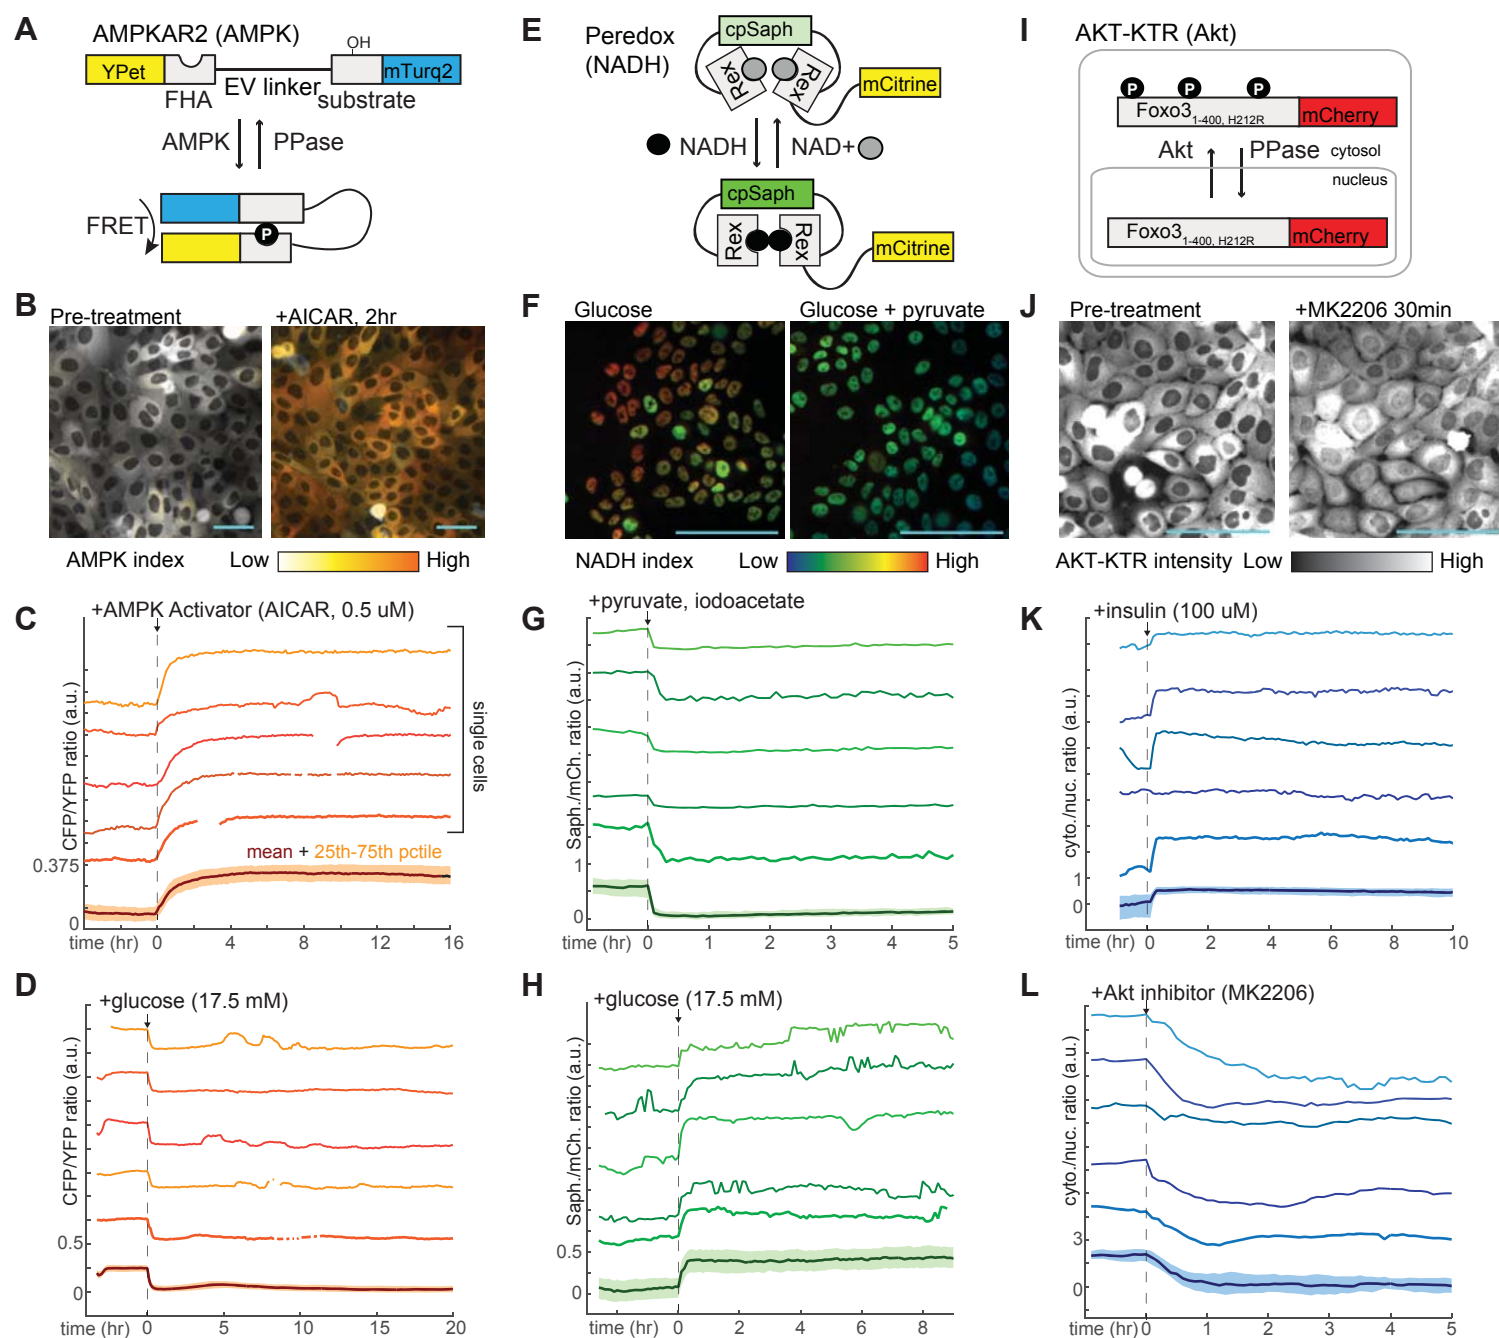 A
AMPKAR2 (AMPK)
OH
YPet
mTurq2
FHA
EV linker
substrate
AMPK
PPase
FRET
P
B
Pre-treatment
+AICAR, 2hr
AMPK index
Low
High
C
+AMPK Activator (AICAR, 0.5 uM)
CFP/YFP ratio (a.u.)
single cells
mean + 25th-75th pctile
0.375
0
time (hr) 0 4 8 12 16
D
+glucose (17.5 mM)
CFP/YFP ratio (a.u.)
0.5
0
time (hr) 0 5 10 15 20
E
Peredox
(NADH)
cpSaph
Rex
Rex
mCitrine
NADH
NAD+
cpSaph
Rex
Rex
mCitrine
F
Glucose
Glucose + pyruvate
NADH index
Low
High
G
+pyruvate, iodoacetate
Saph./mCh. ratio (a.u.)
1
0
time (hr) 0 1 2 3 4 5
H
+glucose (17.5 mM)
Saph./mCh. ratio (a.u.)
0.5
0
time (hr) 0 2 4 6 8
I
AKT-KTR (Akt)
P P P
Foxo3 1-400, H212R
mCherry
Akt
PPase
cytosol
nucleus
Foxo3 1-400, H212R
mCherry
J
Pre-treatment
+MK2206 30min
AKT-KTR intensity
Low
High
K
+insulin (100 uM)
cyto./nuc. ratio (a.u.)
1
0
time (hr) 0 2 4 6 8 10
L
+Akt inhibitor (MK2206)
cyto./nuc. ratio (a.u.)
3
0
time (hr) 0 1 2 3 4 5